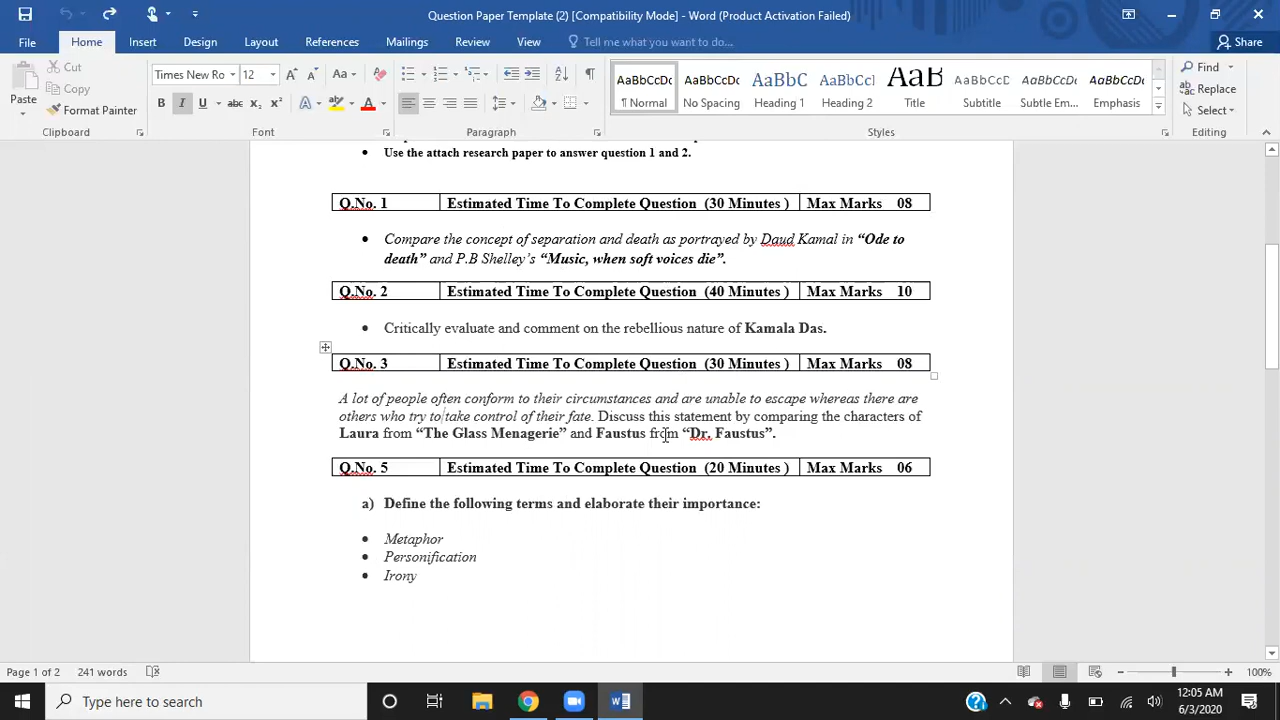 Question Paper Template (2) [Compatibility Mode] - Word (Product Activation Failed)
File Home Insert Design Layout References Mailings Review View Tell me what you want to do... Share
Cut
Copy
Paste Format Painter
Times New Ro 12
AaBbCcDc AaBbCcDc AaBbC AaBbCcI AaB AaBbCcD AaBbCcDt AaBbCcDt
¶ Normal No Spacing Heading 1 Heading 2 Title Subtitle Subtle Em... Emphasis
Find
Replace
Select
Clipboard Font Paragraph Styles Editing
• Use the attach research paper to answer question 1 and 2.
Q.No. 1 Estimated Time To Complete Question (30 Minutes ) Max Marks 08
• Compare the concept of separation and death as portrayed by Daud Kamal in “Ode to
death” and P.B Shelley’s “Music, when soft voices die”.
Q.No. 2 Estimated Time To Complete Question (40 Minutes ) Max Marks 10
• Critically evaluate and comment on the rebellious nature of Kamala Das.
Q.No. 3 Estimated Time To Complete Question (30 Minutes ) Max Marks 08
A lot of people often conform to their circumstances and are unable to escape whereas there are
others who try to take control of their fate. Discuss this statement by comparing the characters of
Laura from “The Glass Menagerie” and Faustus from “Dr. Faustus”.
Q.No. 5 Estimated Time To Complete Question (20 Minutes ) Max Marks 06
a) Define the following terms and elaborate their importance:
• Metaphor
• Personification
• Irony
Page 1 of 2 241 words 100%
Type here to search
12:05 AM
6/3/2020